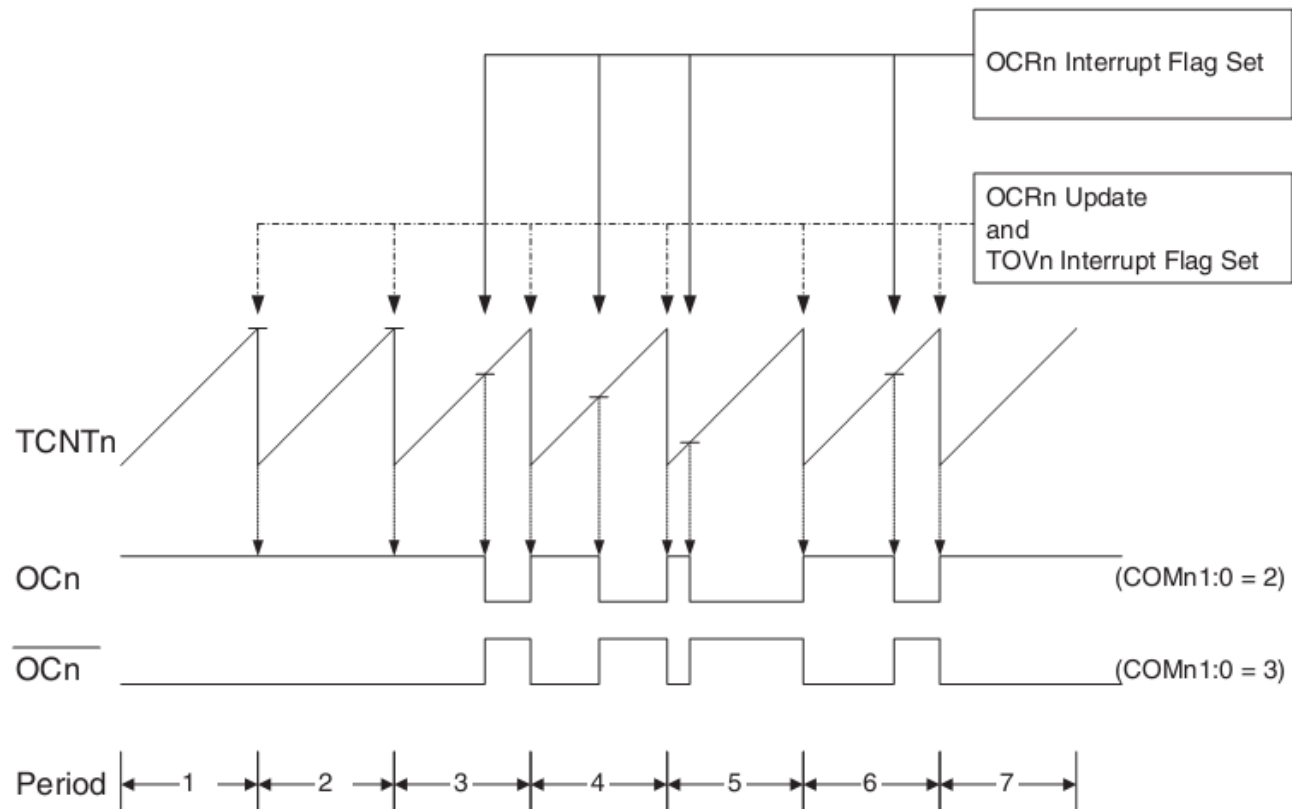 OCRn Interrupt Flag Set
OCRn Update
and
TOVn Interrupt Flag Set
TCNTn
OCn
(COMn1:0 = 2)
OCn
(COMn1:0 = 3)
Period
1
2
3
4
5
6
7